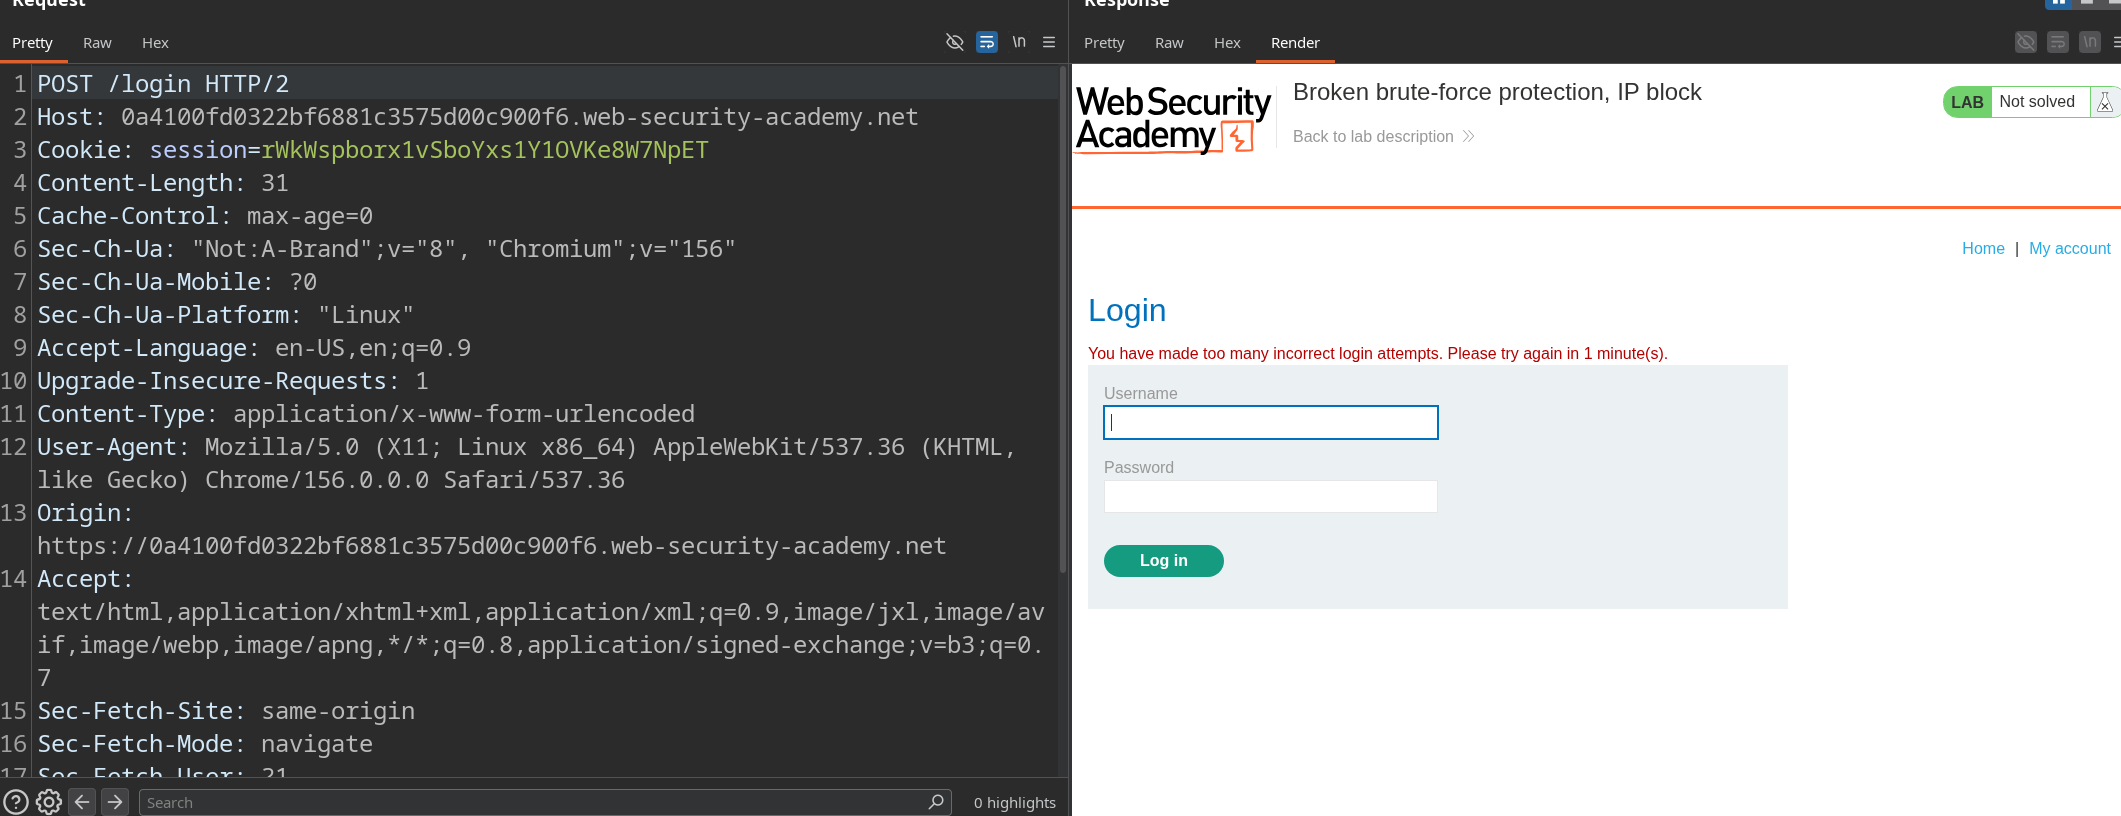 Request
Pretty Raw Hex
\n
1 POST /login HTTP/2
2 Host: 0a4100fd0322bf6881c3575d00c900f6.web-security-academy.net
3 Cookie: session=rWkWspborx1vSboYxs1Y1OVKe8W7NpET
4 Content-Length: 31
5 Cache-Control: max-age=0
6 Sec-Ch-Ua: "Not:A-Brand";v="8", "Chromium";v="156"
7 Sec-Ch-Ua-Mobile: ?0
8 Sec-Ch-Ua-Platform: "Linux"
9 Accept-Language: en-US,en;q=0.9
10 Upgrade-Insecure-Requests: 1
11 Content-Type: application/x-www-form-urlencoded
12 User-Agent: Mozilla/5.0 (X11; Linux x86_64) AppleWebKit/537.36 (KHTML,
like Gecko) Chrome/156.0.0.0 Safari/537.36
13 Origin:
https://0a4100fd0322bf6881c3575d00c900f6.web-security-academy.net
14 Accept:
text/html,application/xhtml+xml,application/xml;q=0.9,image/jxl,image/av
if,image/webp,image/apng,*/*;q=0.8,application/signed-exchange;v=b3;q=0.
7
15 Sec-Fetch-Site: same-origin
16 Sec-Fetch-Mode: navigate
17 Sec-Fetch-User: ?1
Search
0 highlights
Response
Pretty Raw Hex Render
\n
Web Security
Academy
Broken brute-force protection, IP block
Back to lab description
LAB Not solved
Home | My account
Login
You have made too many incorrect login attempts. Please try again in 1 minute(s).
Username
Password
Log in